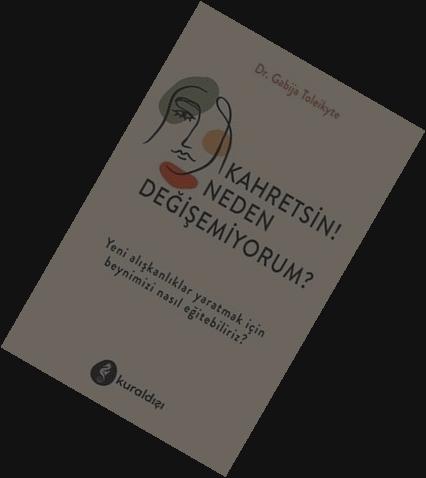 Dr. Gabija Toleikyte
KAHRETSİN!
NEDEN
DEĞİŞEMİYORUM?
Yeni alışkanlıklar yaratmak için
beynimizi nasıl eğitebiliriz?
kuraldışı